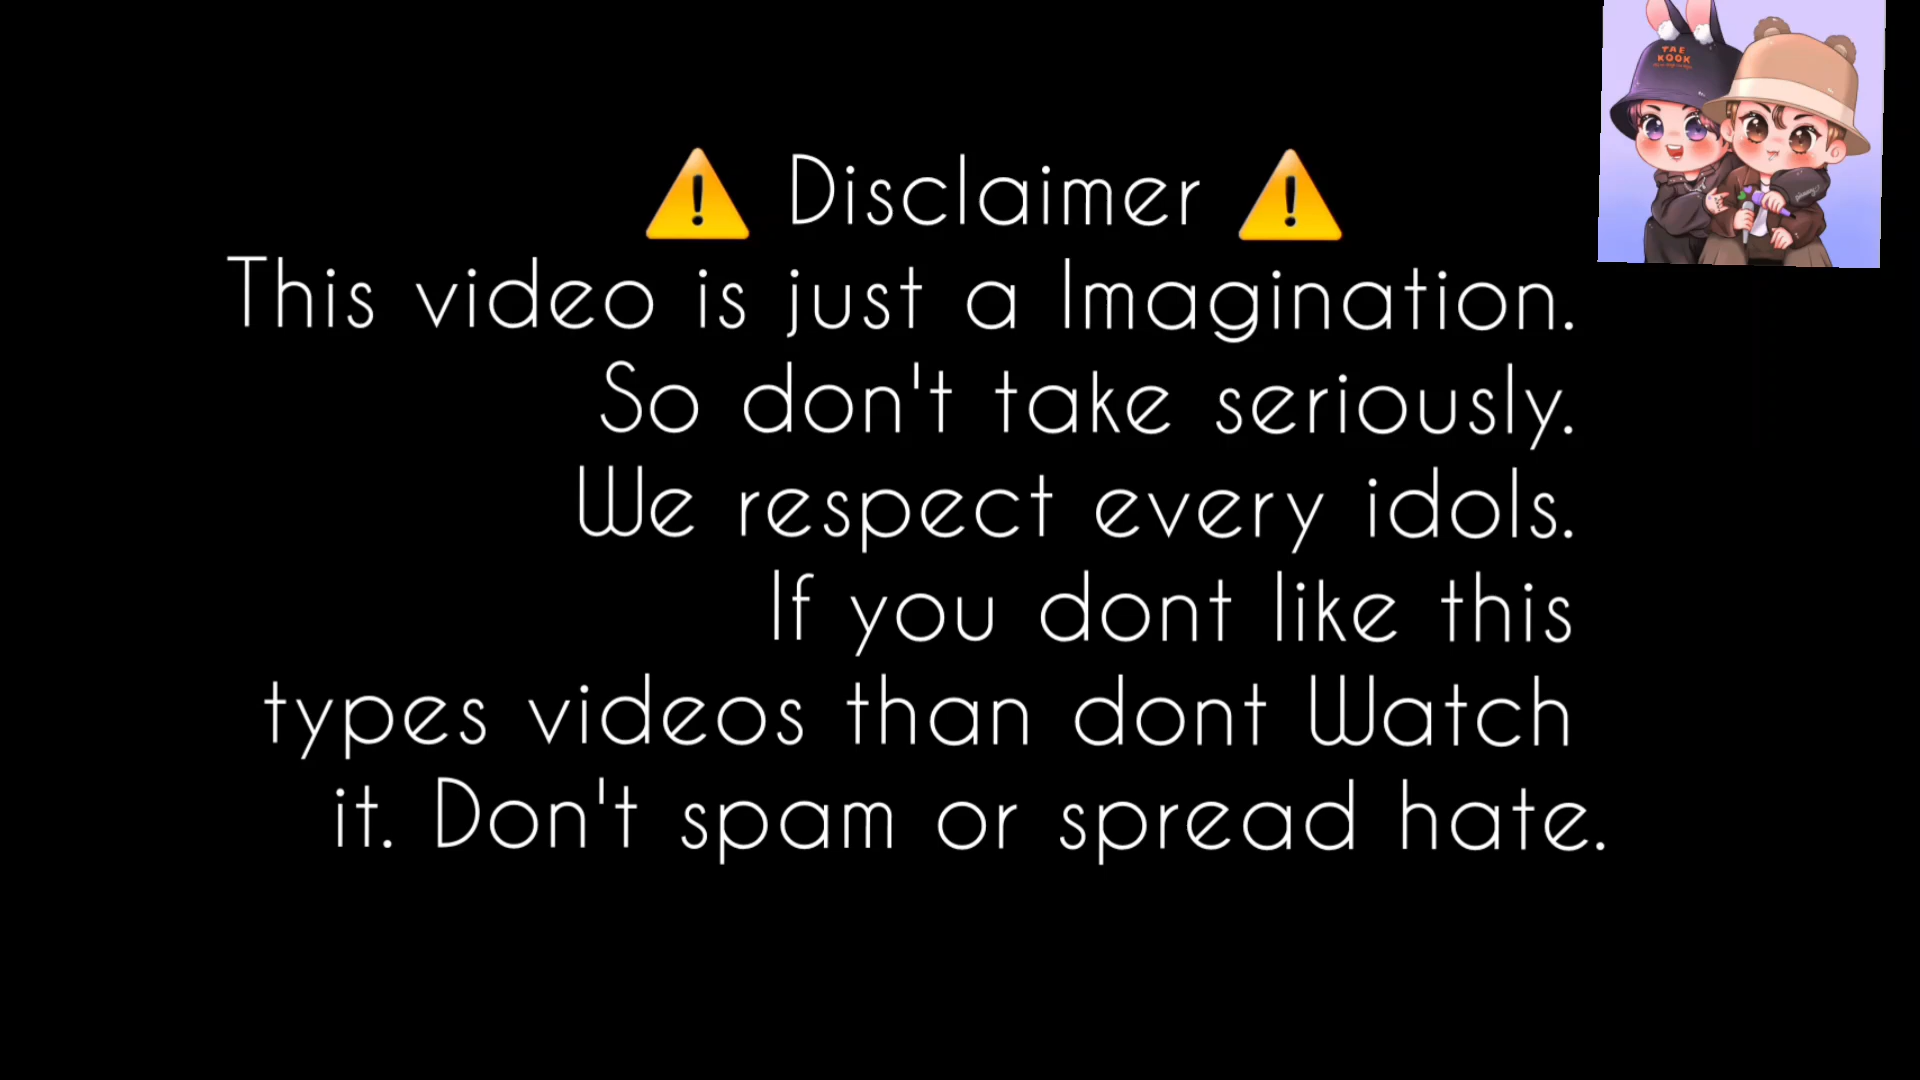 ⚠️ Disclaimer ⚠️
This video is just a Imagination.
So don't take seriously.
We respect every idols.
If you dont like this
types videos than dont Watch
it. Don't spam or spread hate.
TAE
KOOK